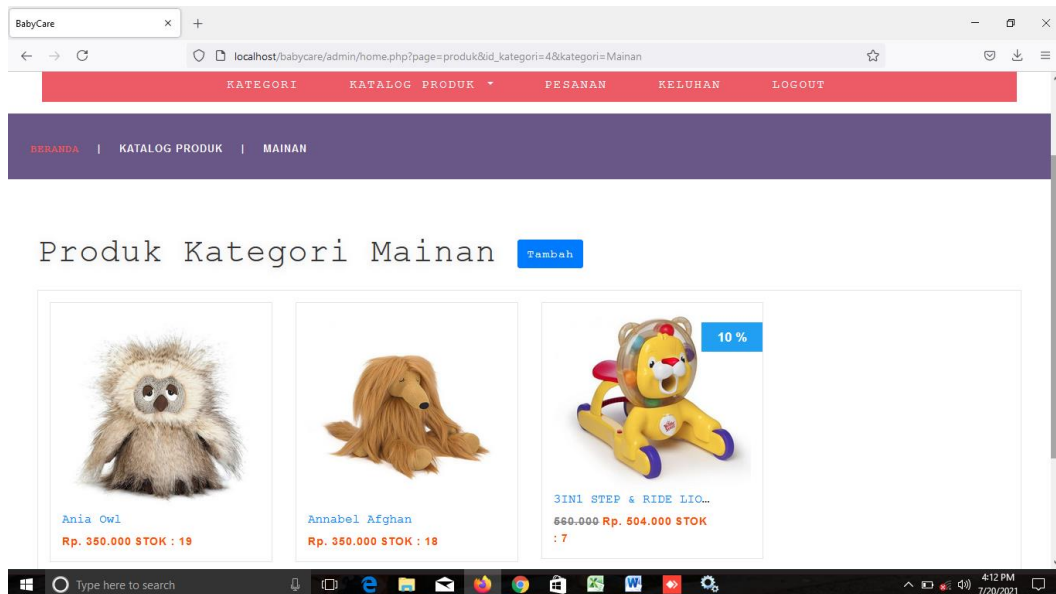 BabyCare
localhost/babycare/admin/home.php?page=produk&id_kategori=4&kategori=Mainan
KATEGORI KATALOG PRODUK PESANAN KELUHAN LOGOUT
BERANDA | KATALOG PRODUK | MAINAN
Produk Kategori Mainan Tambah
10 %
Ania Owl
Rp. 350.000 STOK : 19
Annabel Afghan
Rp. 350.000 STOK : 18
3IN1 STEP & RIDE LIO…
560.000 Rp. 504.000 STOK
: 7
Type here to search
4:12 PM
7/20/2021